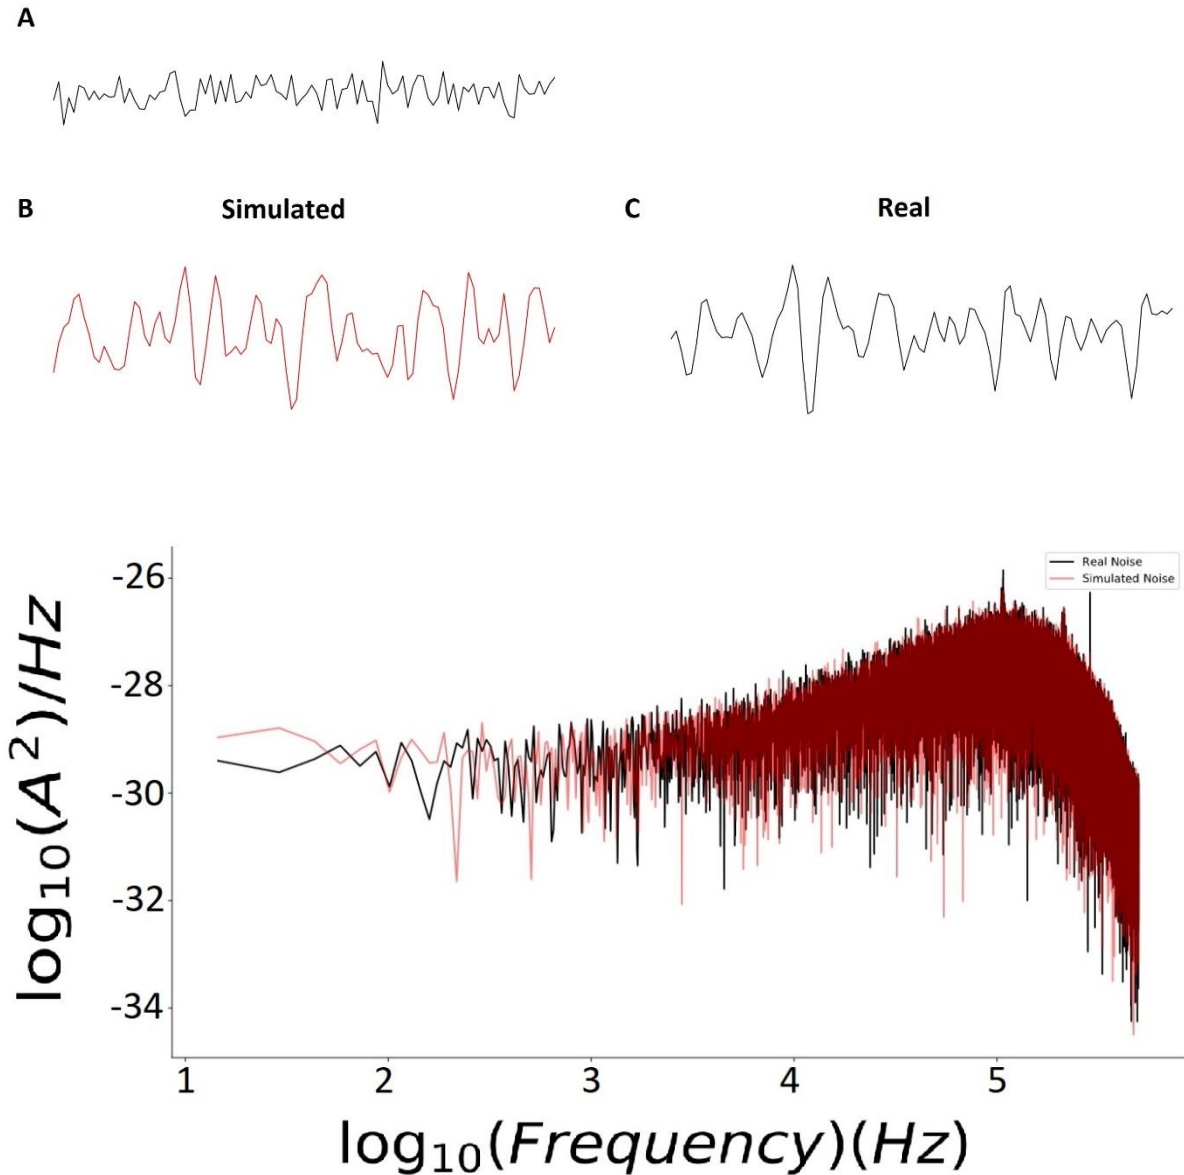 A
B Simulated C Real
log10(A^2)/Hz
-26
-28
-30
-32
-34
Real Noise
Simulated Noise
1 2 3 4 5
log10(Frequency)(Hz)